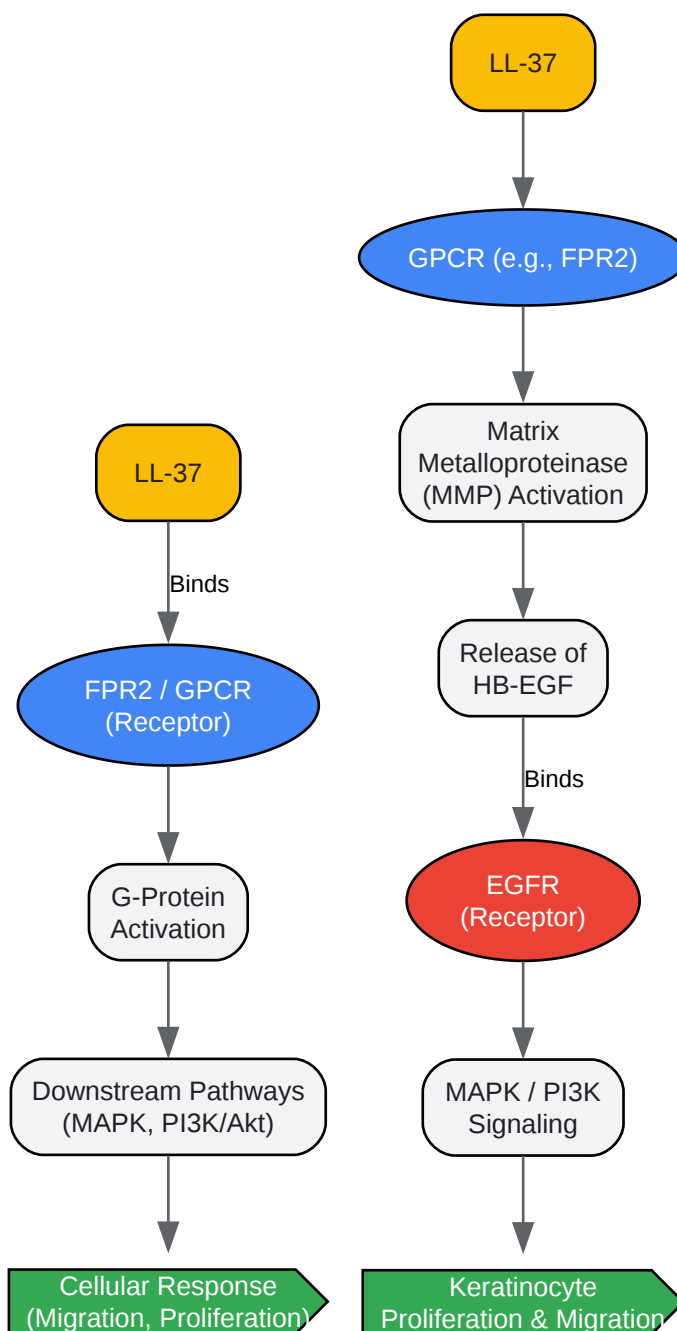 LL-37
Binds
FPR2 / GPCR
(Receptor)
G-Protein
Activation
Downstream Pathways
(MAPK, PI3K/Akt)
Cellular Response
(Migration, Proliferation)
LL-37
GPCR (e.g., FPR2)
Matrix
Metalloproteinase
(MMP) Activation
Release of
HB-EGF
Binds
EGFR
(Receptor)
MAPK / PI3K
Signaling
Keratinocyte
Proliferation & Migration